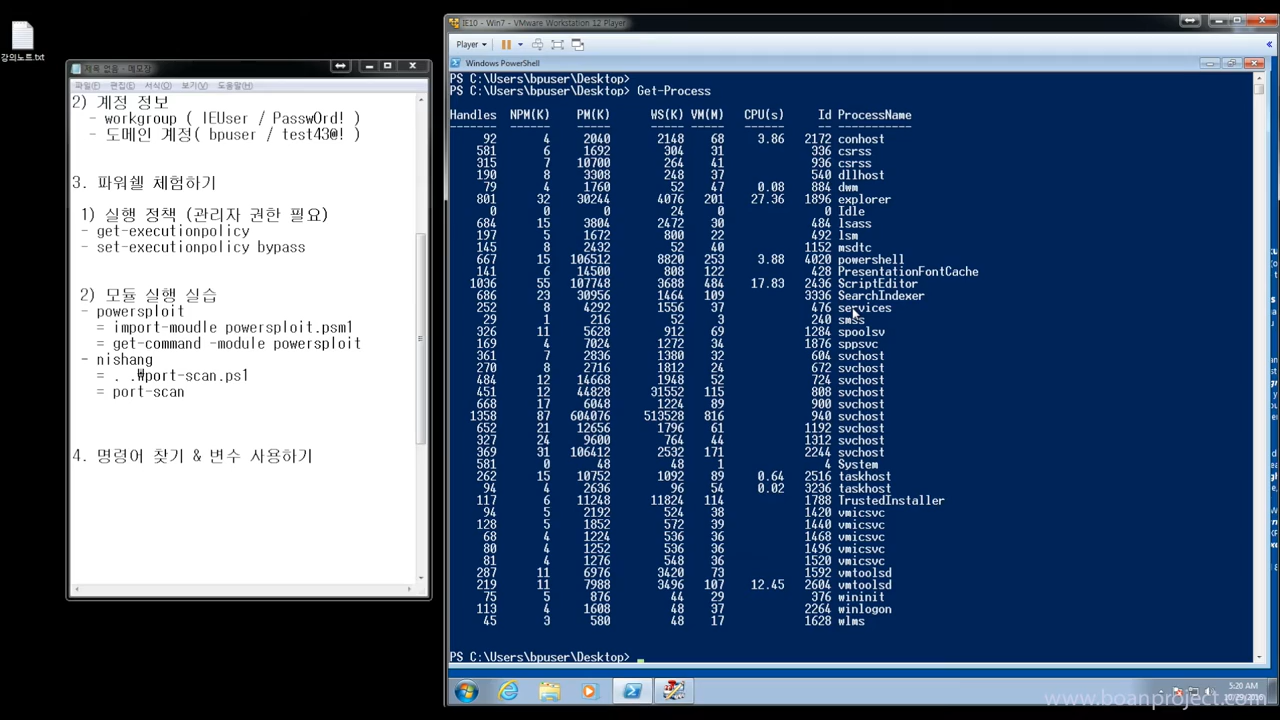 강의노트.txt
제목 없음 - 메모장
파일(F) 편집(E) 서식(O) 보기(V) 도움말(H)
2) 계정 정보
- workgroup ( IEUser / PasswOrd! )
- 도메인 계정( bpuser / test43@! )
3. 파워쉘 체험하기
1) 실행 정책 (관리자 권한 필요)
- get-executionpolicy
- set-executionpolicy bypass
2) 모듈 실행 실습
- powersploit
= import-moudle powersploit.psm1
= get-command -module powersploit
- nishang
= . .₩port-scan.ps1
= port-scan
4. 명령어 찾기 & 변수 사용하기
IE10 - Win7 - VMware Workstation 12 Player
Player
Windows PowerShell
PS C:\Users\bpuser\Desktop>
PS C:\Users\bpuser\Desktop> Get-Process
Handles NPM(K) PM(K) WS(K) VM(M) CPU(s) Id ProcessName
------- ------ ----- ----- ----- ------ -- -----------
92 4 2040 2148 68 3.86 2172 conhost
581 6 1692 304 31 336 csrss
315 7 10700 264 41 936 csrss
190 8 3308 248 37 540 dllhost
79 4 1760 52 47 0.08 884 dwm
801 32 30244 4076 201 27.36 1896 explorer
0 0 0 24 0 0 Idle
684 15 3804 2472 30 484 lsass
197 5 1672 800 22 492 lsm
145 8 2432 52 40 1152 msdtc
667 15 106512 8820 253 3.88 4020 powershell
141 6 14500 808 122 428 PresentationFontCache
1036 55 107748 3688 484 17.83 2436 ScriptEditor
686 23 30956 1464 109 3336 SearchIndexer
252 8 4292 1556 37 476 services
29 1 216 52 3 240 smss
326 11 5628 912 69 1284 spoolsv
169 4 7024 1272 34 1876 sppsvc
361 7 2836 1380 32 604 svchost
270 8 2716 1812 24 672 svchost
484 12 14668 1948 52 724 svchost
451 12 44828 31552 115 808 svchost
668 17 6048 1224 89 900 svchost
1358 87 604076 513528 816 940 svchost
652 21 12656 1796 61 1192 svchost
327 24 9600 764 44 1312 svchost
369 31 106412 2532 171 2244 svchost
581 0 48 48 1 4 System
262 15 10752 1092 89 0.64 2516 taskhost
94 4 2636 96 54 0.02 3236 taskhost
117 6 11248 11824 114 1788 TrustedInstaller
94 5 2192 524 38 1420 vmicsvc
128 5 1852 572 39 1440 vmicsvc
68 4 1224 536 36 1468 vmicsvc
80 4 1252 536 36 1496 vmicsvc
81 4 1276 548 36 1520 vmicsvc
287 11 6976 3420 73 1592 vmtoolsd
219 11 7988 3496 107 12.45 2604 vmtoolsd
75 5 876 44 29 376 wininit
113 4 1608 48 37 2264 winlogon
45 3 580 48 17 1628 wlms
PS C:\Users\bpuser\Desktop>
5:20 AM
10/29/2016
www.boanproject.com